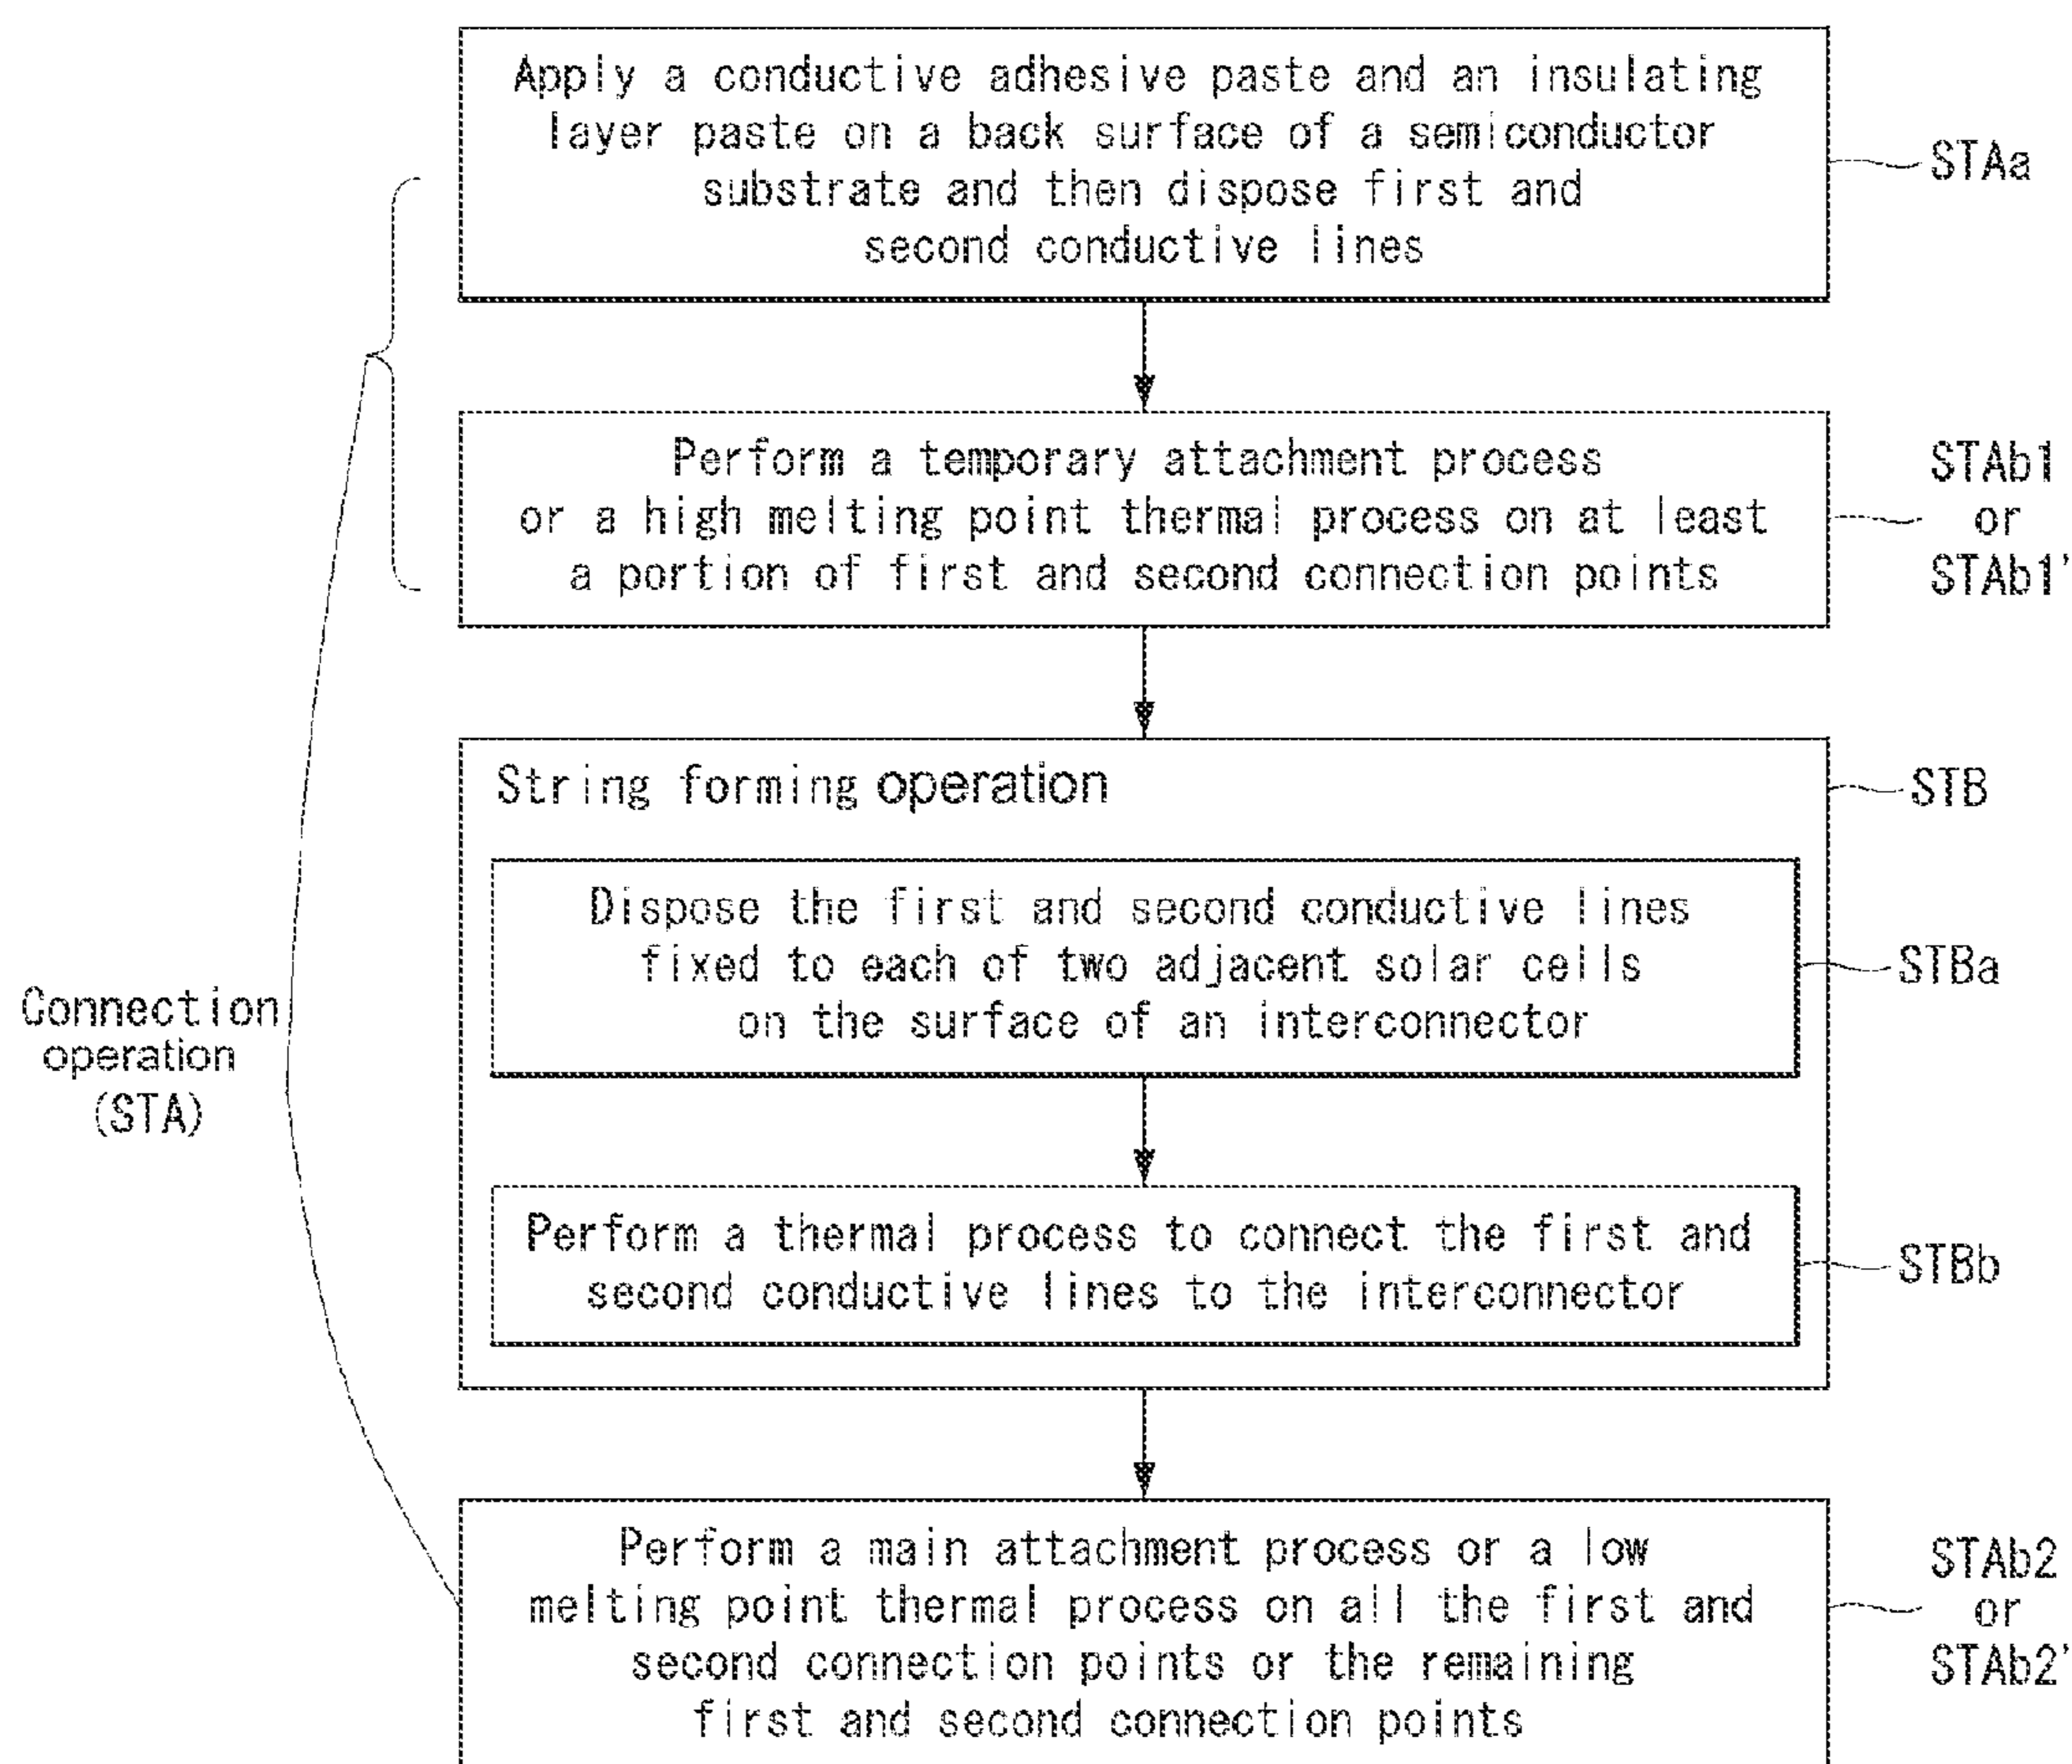 Apply a conductive adhesive paste and an insulating
layer paste on a back surface of a semiconductor
substrate and then dispose first and
second conductive lines
STAa
Perform a temporary attachment process
or a high melting point thermal process on at least
a portion of first and second connection points
STAb1
or
STAb1'
String forming operation
STB
Dispose the first and second conductive lines
fixed to each of two adjacent solar cells
on the surface of an interconnector
STBa
Connection
operation
(STA)
Perform a thermal process to connect the first and
second conductive lines to the interconnector
STBb
Perform a main attachment process or a low
melting point thermal process on all the first and
second connection points or the remaining
first and second connection points
STAb2
or
STAb2'